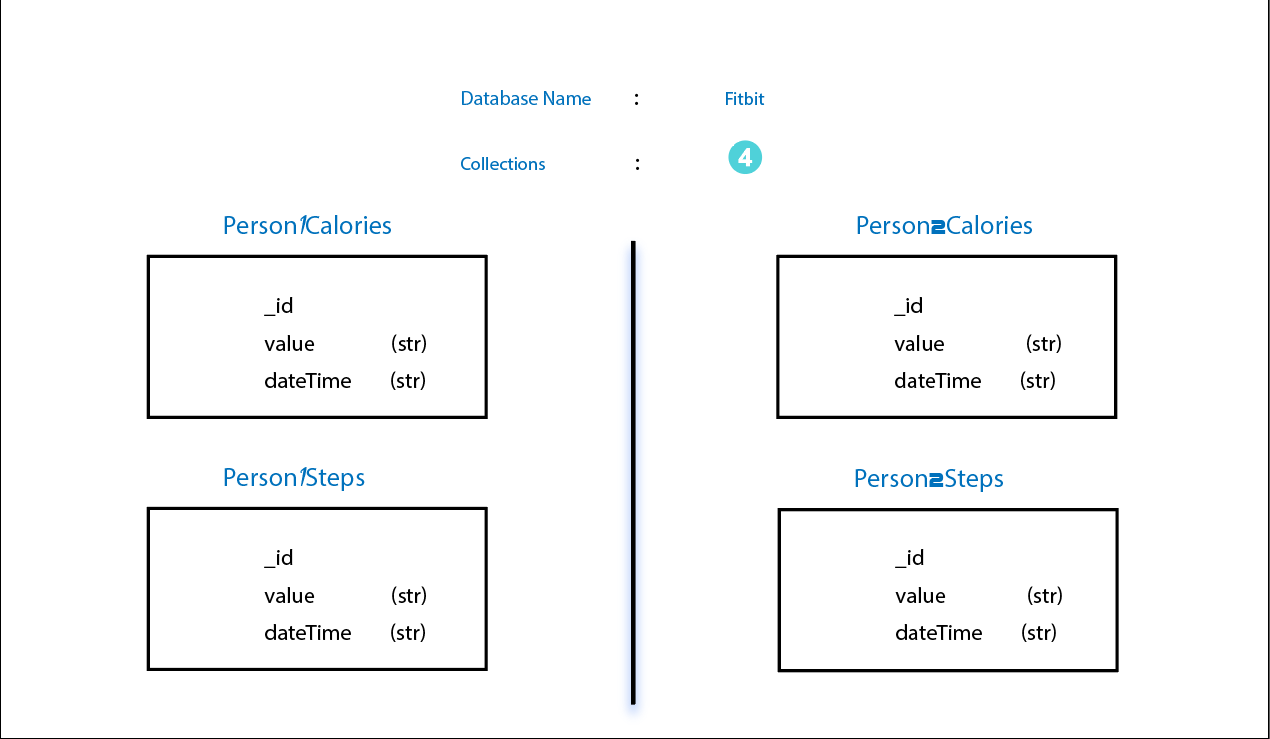 Database Name : Fitbit
Collections : 4
Person1Calories
_id
value (str)
dateTime (str)
Person2Calories
_id
value (str)
dateTime (str)
Person1Steps
_id
value (str)
dateTime (str)
Person2Steps
_id
value (str)
dateTime (str)